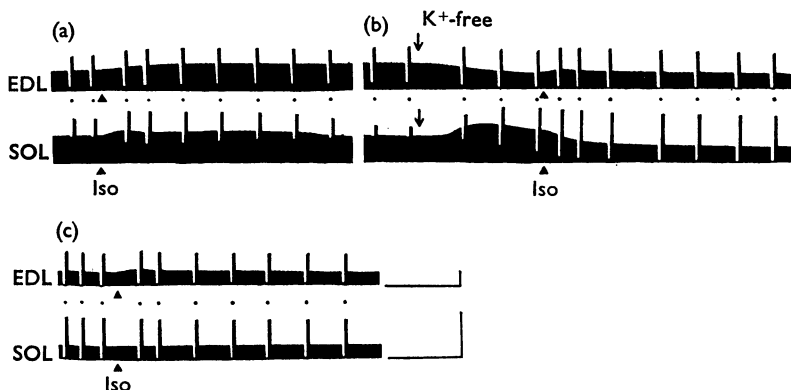 (a)
(b)
K⁺-free
EDL
SOL
Iso
Iso
(c)
EDL
SOL
Iso